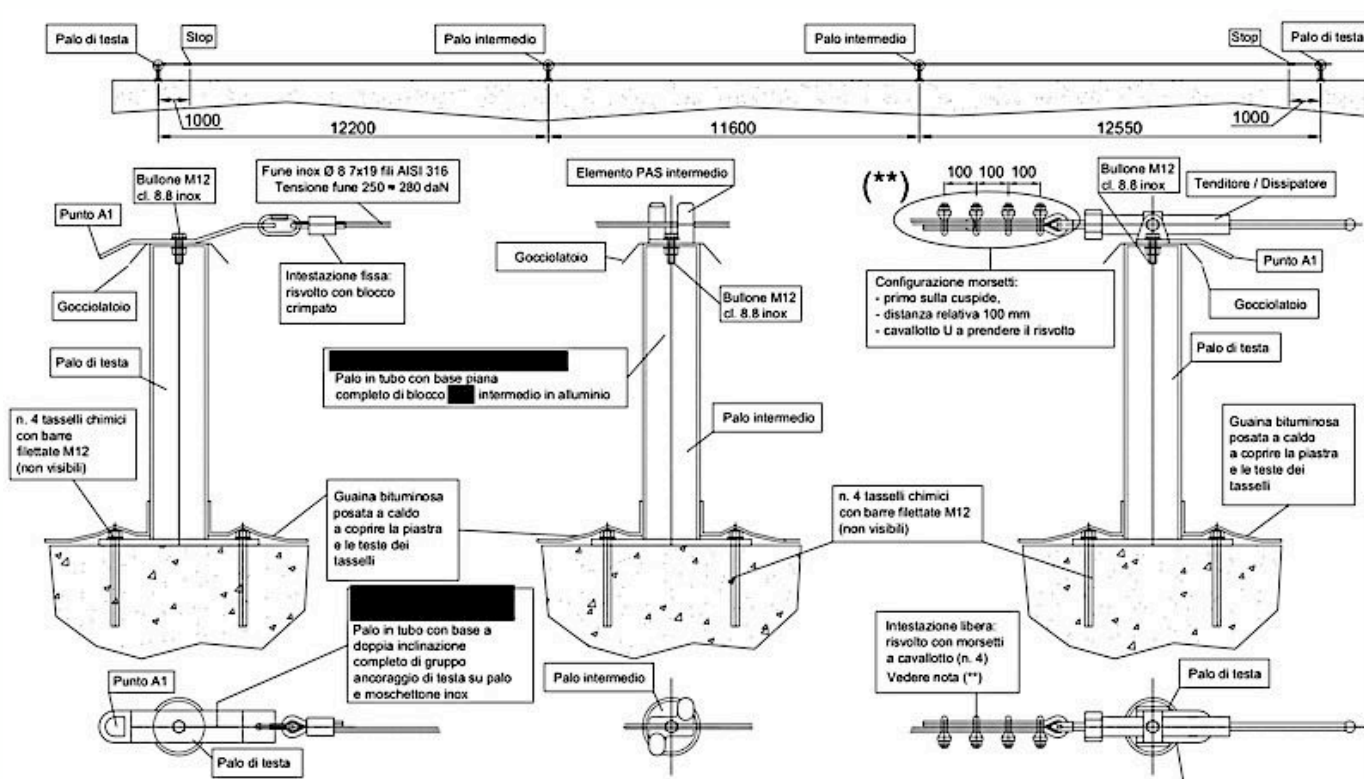 Palo di testa
Stop
Palo intermedio
Palo intermedio
Stop
Palo di testa
1000
12200
11600
12550
1000
Punto A1
Bullone M12
cl. 8.8 inox
Fune inox Ø 8 7x19 fili AISI 316
Tensione fune 250 ≈ 280 daN
Intestazione fissa:
risvolto con blocco
crimpato
Gocciolatoio
Palo di testa
n. 4 tasselli chimici
con barre
filettate M12
(non visibili)
Elemento PAS intermedio
Gocciolatoio
Bullone M12
cl. 8.8 inox
Palo in tubo con base piana
completo di blocco intermedio in alluminio
Palo intermedio
Guaina bituminosa
posata a caldo
a coprire la piastra
e le teste dei
tasselli
n. 4 tasselli chimici
con barre filettate M12
(non visibili)
(**)
100 100 100
Bullone M12
cl. 8.8 inox
Tenditore / Dissipatore
Punto A1
Gocciolatoio
Configurazione morsetti:
- primo sulla cuspide,
- distanza relativa 100 mm
- cavallotto U a prendere il risvolto
Palo di testa
Guaina bituminosa
posata a caldo
a coprire la piastra
e le teste dei
tasselli
Punto A1
Palo di testa
Palo in tubo con base a
doppia inclinazione
completo di gruppo
ancoraggio di testa su palo
e moschettone inox
Palo intermedio
Intestazione libera:
risvolto con morsetti
a cavallotto (n. 4)
Vedere nota (**)
Palo di testa